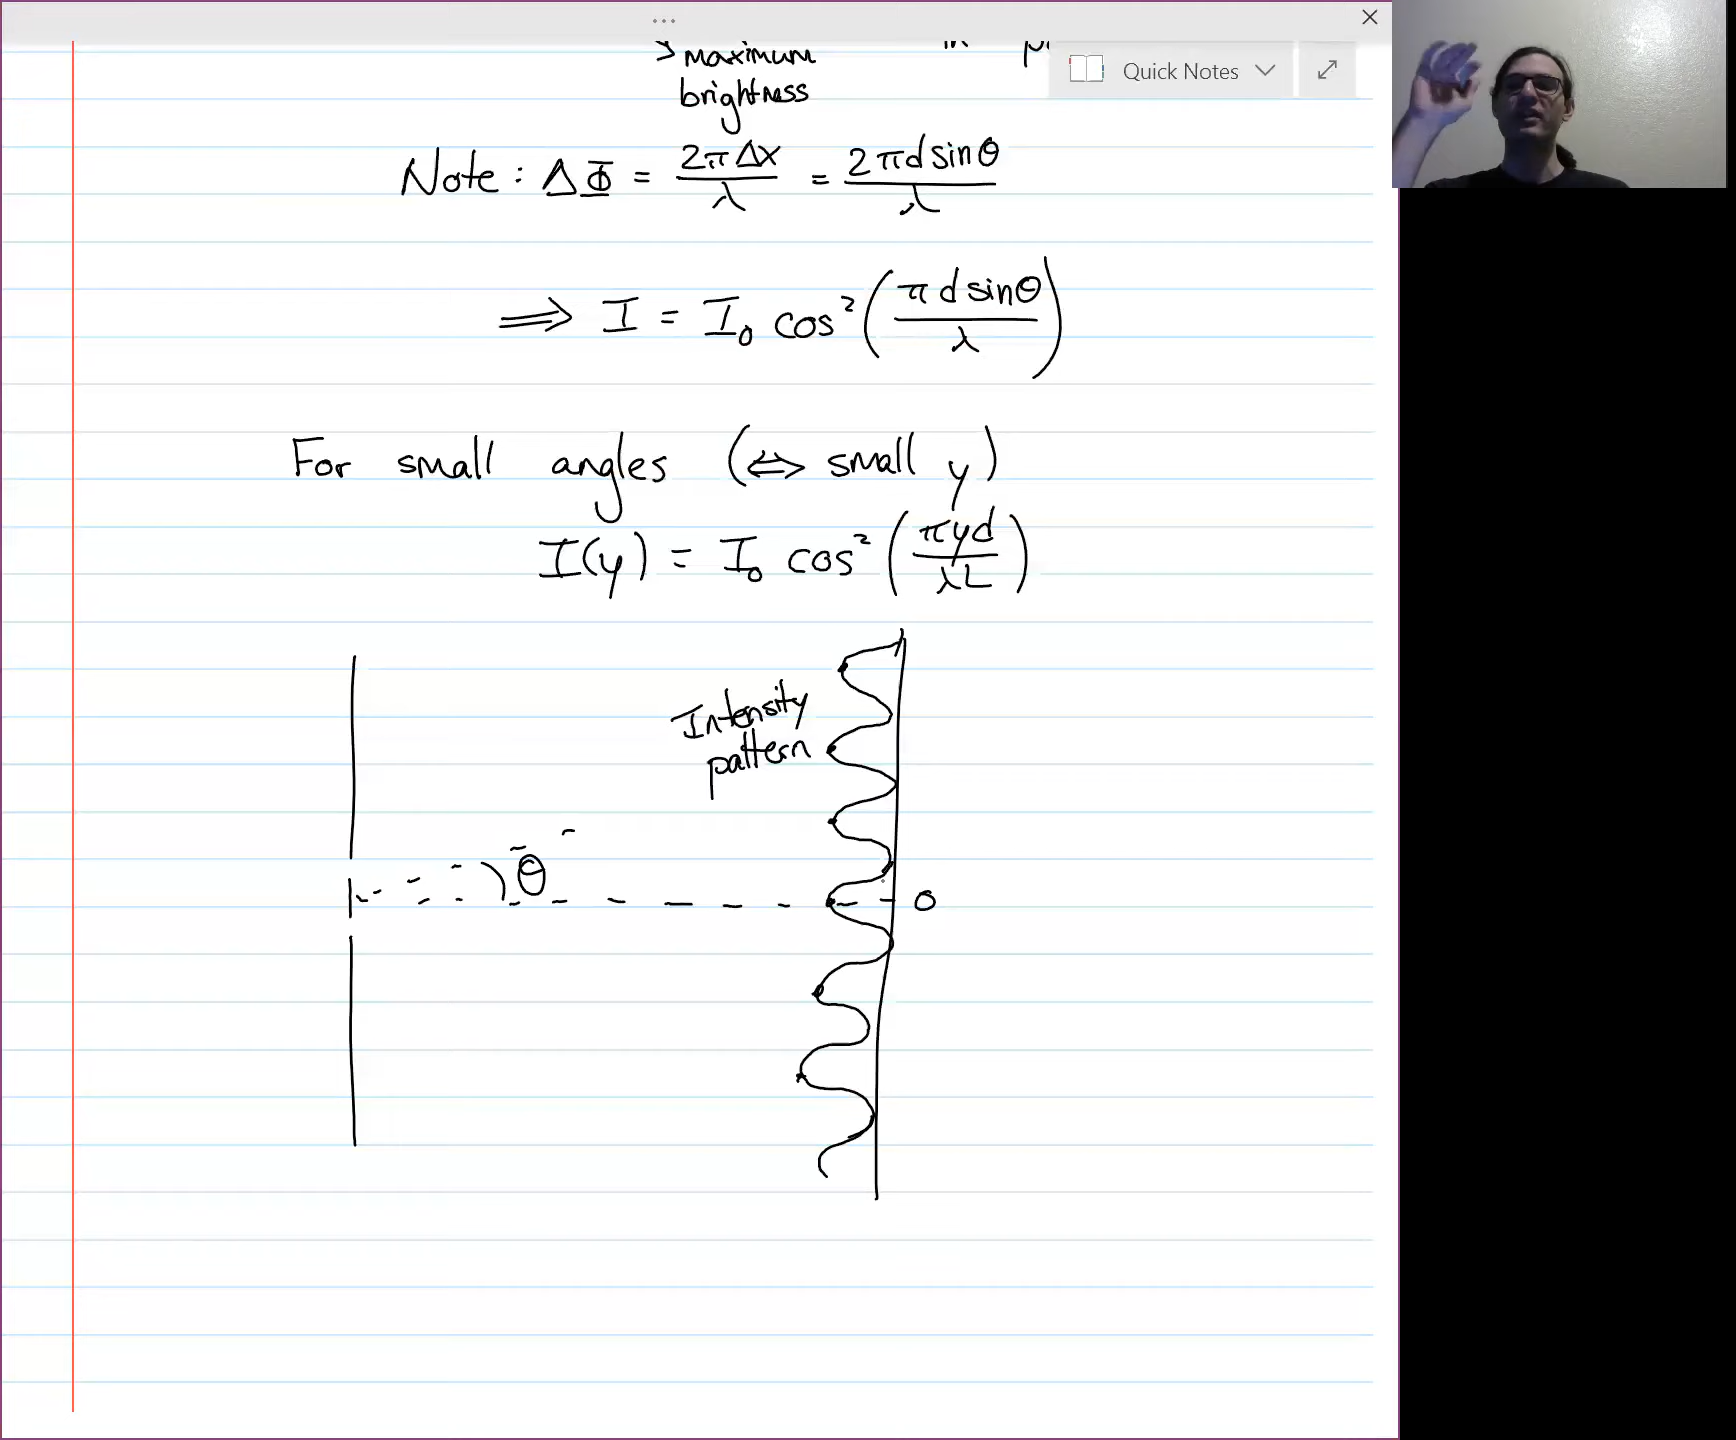 ...
→ maximum in
Quick Notes
brightness
Note: ΔΦ = 2πΔx/λ = 2πd sinθ/λ
⟹ I = I₀ cos²(πd sinθ/λ)
For small angles (⇔ small y)
I(y) = I₀ cos²(πyd/λL)
Intensity
pattern
θ
0